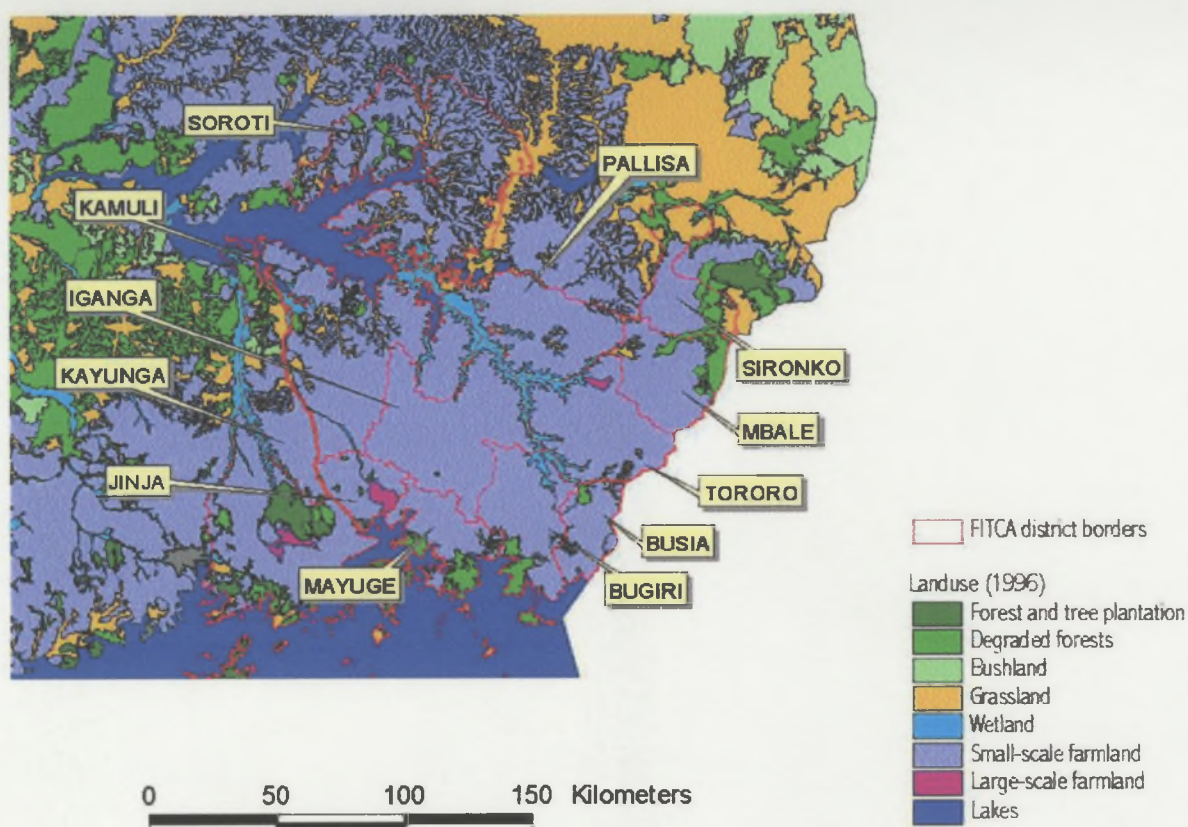 SOROTI
PALLISA
KAMULI
IGANGA
KAYUNGA
SIRONKO
MBALE
JINJA
TORORO
BUSIA
MAYUGE
BUGIRI
FITCA district borders
Landuse (1996)
Forest and tree plantation
Degraded forests
Bushland
Grassland
Wetland
Small-scale farmland
Large-scale farmland
Lakes
0 50 100 150 Kilometers